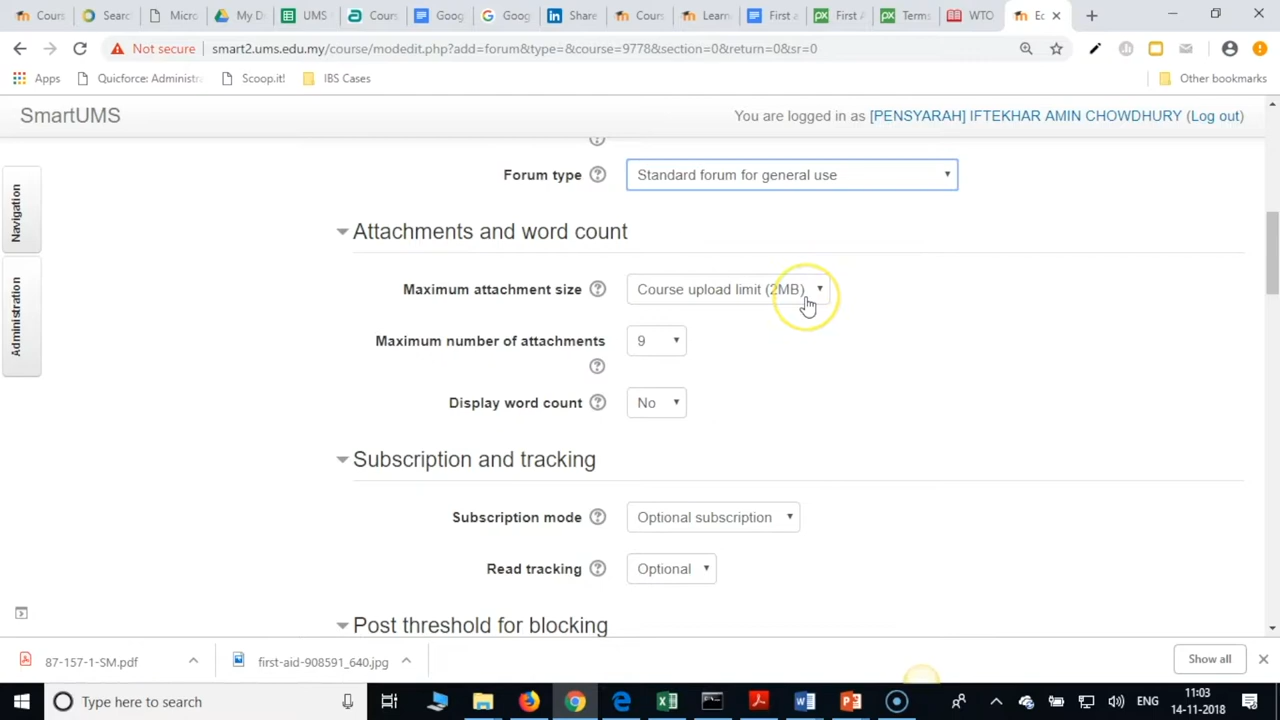 Cours
Searc
Micro
My D
UMS
Cours
Goog
Goog
Share
Cours
Learn
First a
First A
Terms
WTO
Ec
Not secure
smart2.ums.edu.my/course/modedit.php?add=forum&type=&course=9778&section=0&return=0&sr=0
Apps
Quicforce: Administra
Scoop.it!
IBS Cases
Other bookmarks
SmartUMS
You are logged in as [PENSYARAH] IFTEKHAR AMIN CHOWDHURY (Log out)
Navigation
Administration
Forum type
Standard forum for general use
Attachments and word count
Maximum attachment size
Course upload limit (2MB)
Maximum number of attachments
9
Display word count
No
Subscription and tracking
Subscription mode
Optional subscription
Read tracking
Optional
Post threshold for blocking
87-157-1-SM.pdf
first-aid-908591_640.jpg
Show all
Type here to search
ENG
11:03
14-11-2018